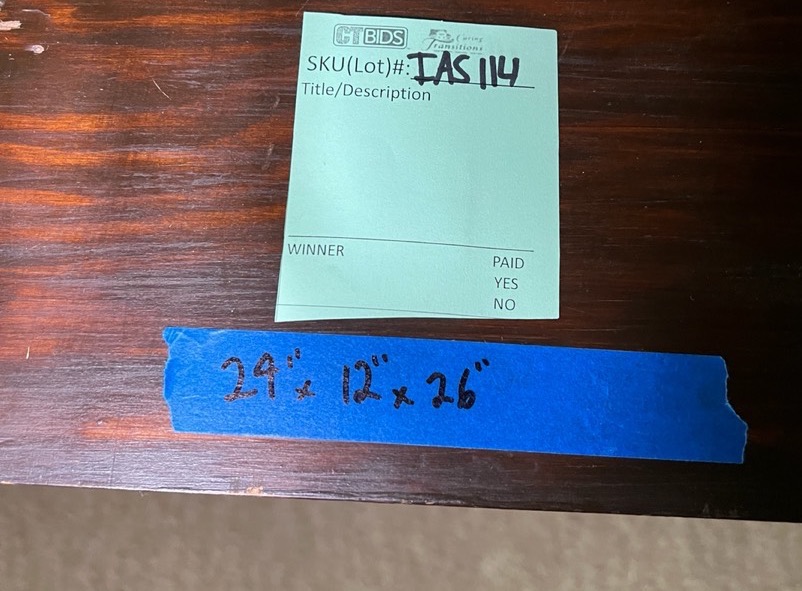 CTBIDS Caring Transitions
SKU(Lot)#: IAS 114
Title/Description
WINNER
PAID
YES
NO
29" x 12" x 26"